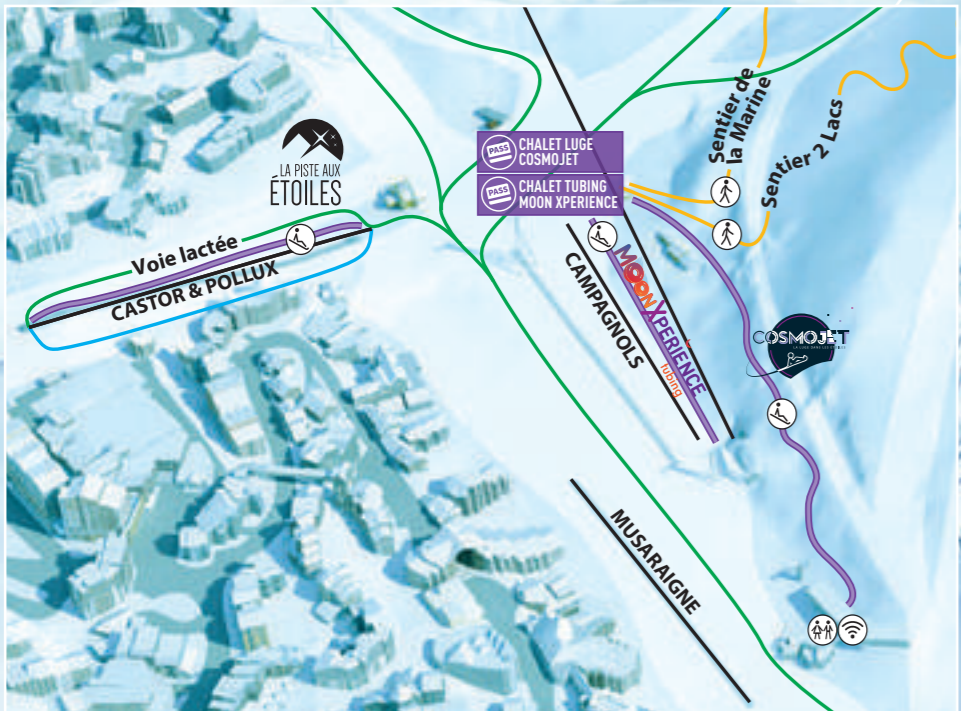 LA PISTE AUX
ÉTOILES
Voie lactée
CASTOR & POLLUX
PASS
CHALET LUGE
COSMOJET
PASS
CHALET TUBING
MOON XPERIENCE
Sentier de
la Marine
Sentier 2 Lacs
CAMPAGNOLS
MOONXPERIENCE
tubing
COSMOJET
MUSARAIGNE